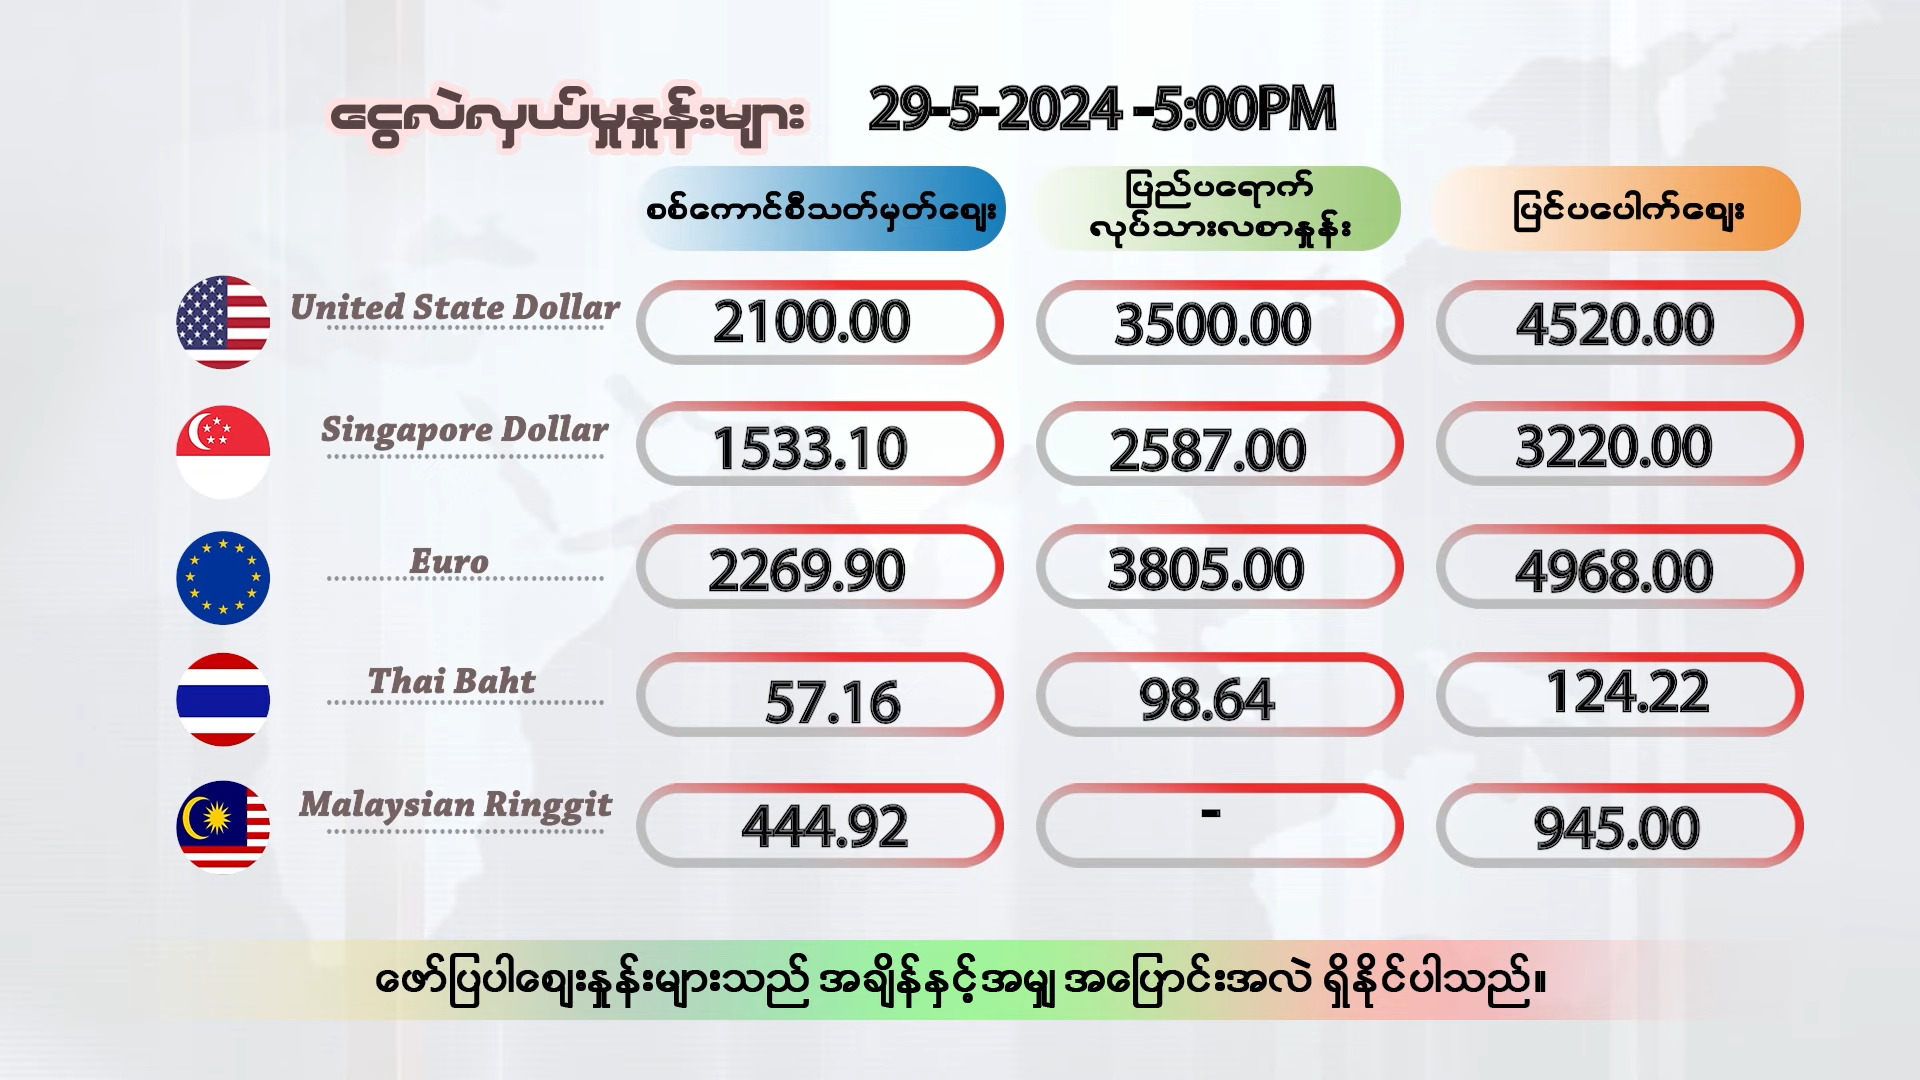 ငွေလဲလှယ်မှုနှုန်းများ 29-5-2024 -5:00PM
စစ်ကောင်စီသတ်မှတ်ဈေး
ပြည်ပရောက်
လုပ်သားလစာနှုန်း
ပြင်ပပေါက်ဈေး
United State Dollar 2100.00 3500.00 4520.00
Singapore Dollar 1533.10 2587.00 3220.00
Euro 2269.90 3805.00 4968.00
Thai Baht 57.16 98.64 124.22
Malaysian Ringgit 444.92 - 945.00
ဖော်ပြပါဈေးနှုန်းများသည် အချိန်နှင့်အမျှ အပြောင်းအလဲ ရှိနိုင်ပါသည်။